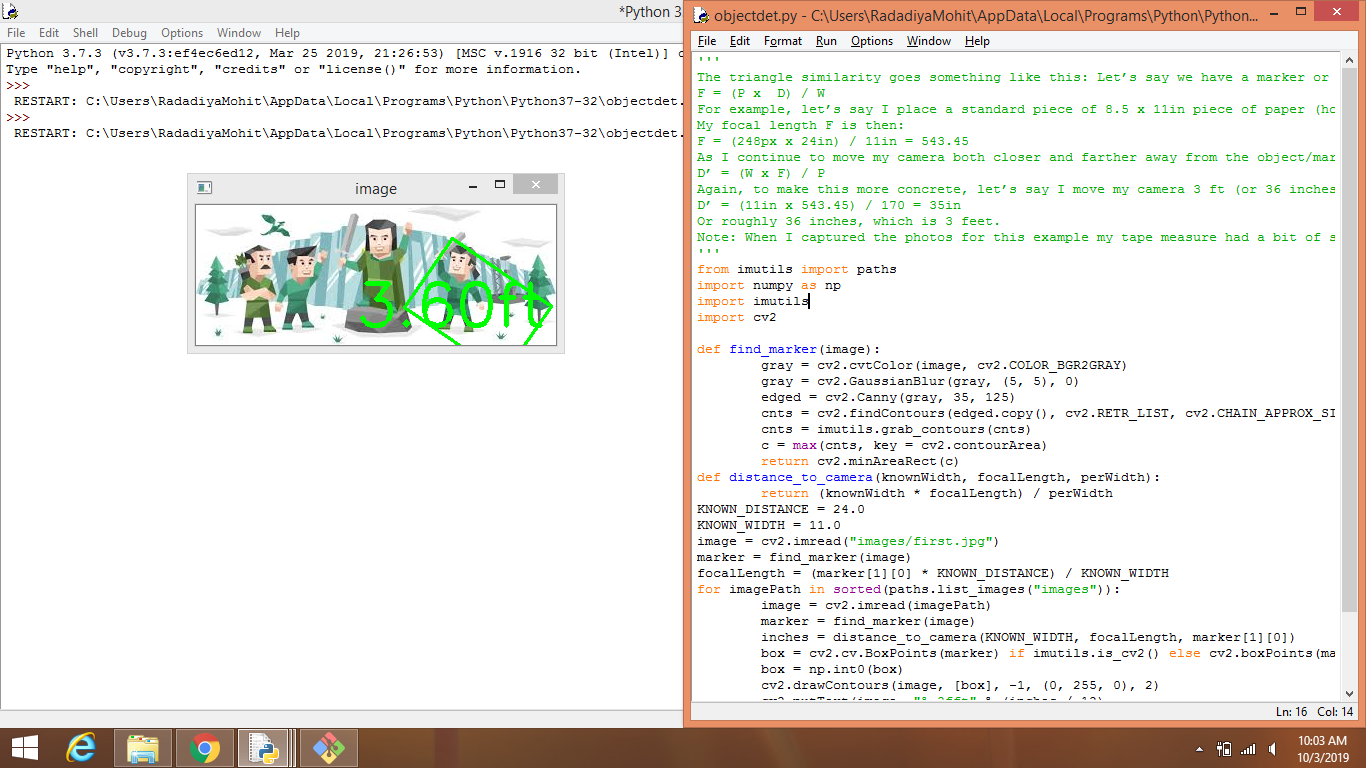 *Python 3
File Edit Shell Debug Options Window Help
Python 3.7.3 (v3.7.3:ef4ec6ed12, Mar 25 2019, 21:26:53) [MSC v.1916 32 bit (Intel)]
Type "help", "copyright", "credits" or "license()" for more information.
>>>
RESTART: C:\Users\RadadiyaMohit\AppData\Local\Programs\Python\Python37-32\objectdet.
>>>
RESTART: C:\Users\RadadiyaMohit\AppData\Local\Programs\Python\Python37-32\objectdet.
image
3.60ft
objectdet.py - C:\Users\RadadiyaMohit\AppData\Local\Programs\Python\Python...
File Edit Format Run Options Window Help
'''
The triangle similarity goes something like this: Let’s say we have a marker or
F = (P x  D) / W
For example, let’s say I place a standard piece of 8.5 x 11in piece of paper (ho
My focal length F is then:
F = (248px x 24in) / 11in = 543.45
As I continue to move my camera both closer and farther away from the object/mar
D’ = (W x F) / P
Again, to make this more concrete, let’s say I move my camera 3 ft (or 36 inches
D’ = (11in x 543.45) / 170 = 35in
Or roughly 36 inches, which is 3 feet.
Note: When I captured the photos for this example my tape measure had a bit of s
'''
from imutils import paths
import numpy as np
import imutils
import cv2
def find_marker(image):
gray = cv2.cvtColor(image, cv2.COLOR_BGR2GRAY)
gray = cv2.GaussianBlur(gray, (5, 5), 0)
edged = cv2.Canny(gray, 35, 125)
cnts = cv2.findContours(edged.copy(), cv2.RETR_LIST, cv2.CHAIN_APPROX_SI
cnts = imutils.grab_contours(cnts)
c = max(cnts, key = cv2.contourArea)
return cv2.minAreaRect(c)
def distance_to_camera(knownWidth, focalLength, perWidth):
return (knownWidth * focalLength) / perWidth
KNOWN_DISTANCE = 24.0
KNOWN_WIDTH = 11.0
image = cv2.imread("images/first.jpg")
marker = find_marker(image)
focalLength = (marker[1][0] * KNOWN_DISTANCE) / KNOWN_WIDTH
for imagePath in sorted(paths.list_images("images")):
image = cv2.imread(imagePath)
marker = find_marker(image)
inches = distance_to_camera(KNOWN_WIDTH, focalLength, marker[1][0])
box = cv2.cv.BoxPoints(marker) if imutils.is_cv2() else cv2.boxPoints(ma
box = np.int0(box)
cv2.drawContours(image, [box], -1, (0, 255, 0), 2)
Ln: 16 Col: 14
10:03 AM
10/3/2019